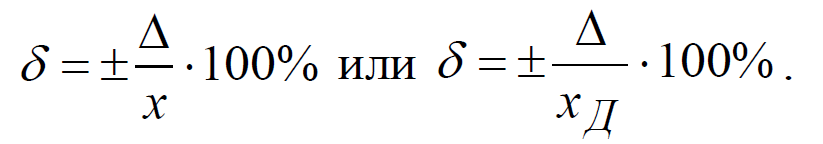 δ = ± Δ/x · 100% или δ = ± Δ/x_Д · 100% .